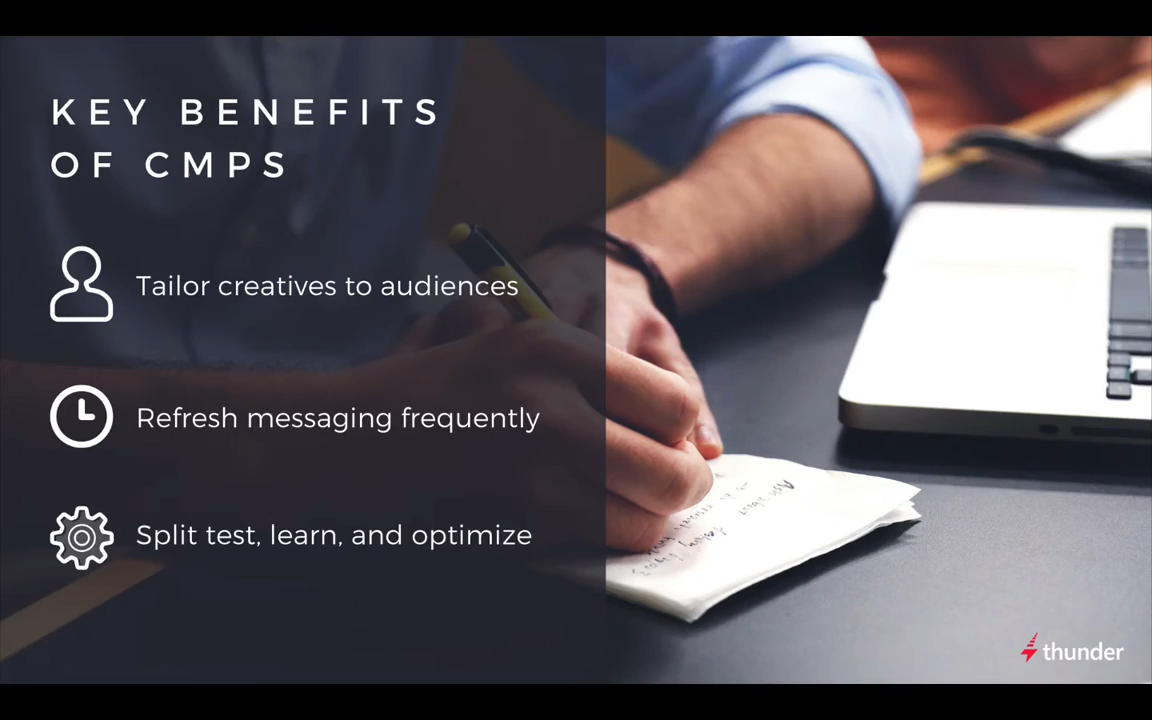 KEY BENEFITS
OF CMPS
Tailor creatives to audiences
Refresh messaging frequently
Split test, learn, and optimize
thunder